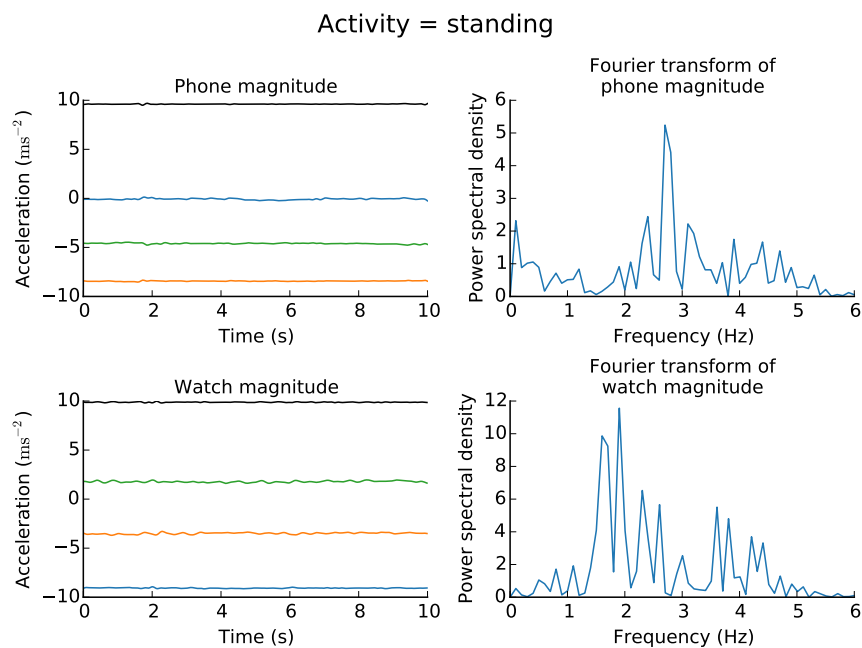 Activity = standing
Phone magnitude
Acceleration (ms⁻²)
10
5
0
−5
−10
0 2 4 6 8 10
Time (s)
Fourier transform of
phone magnitude
Power spectral density
6
5
4
3
2
1
0
0 1 2 3 4 5 6
Frequency (Hz)
Watch magnitude
Acceleration (ms⁻²)
10
5
0
−5
−10
0 2 4 6 8 10
Time (s)
Fourier transform of
watch magnitude
Power spectral density
12
10
8
6
4
2
0
0 1 2 3 4 5 6
Frequency (Hz)